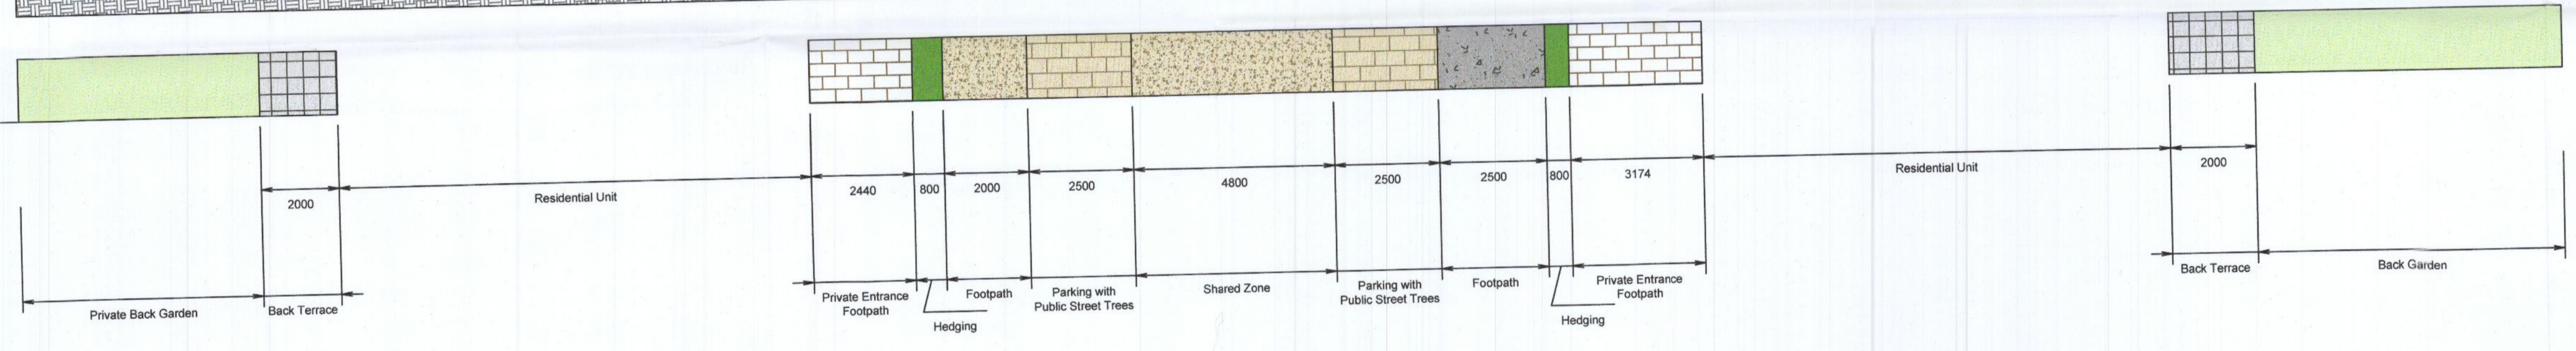 2000
Residential Unit
2440
800
2000
2500
4800
2500
2500
800
3174
Residential Unit
2000
Private Back Garden
Back Terrace
Private Entrance
Footpath
Hedging
Footpath
Parking with
Public Street Trees
Shared Zone
Parking with
Public Street Trees
Footpath
Hedging
Private Entrance
Footpath
Back Terrace
Back Garden